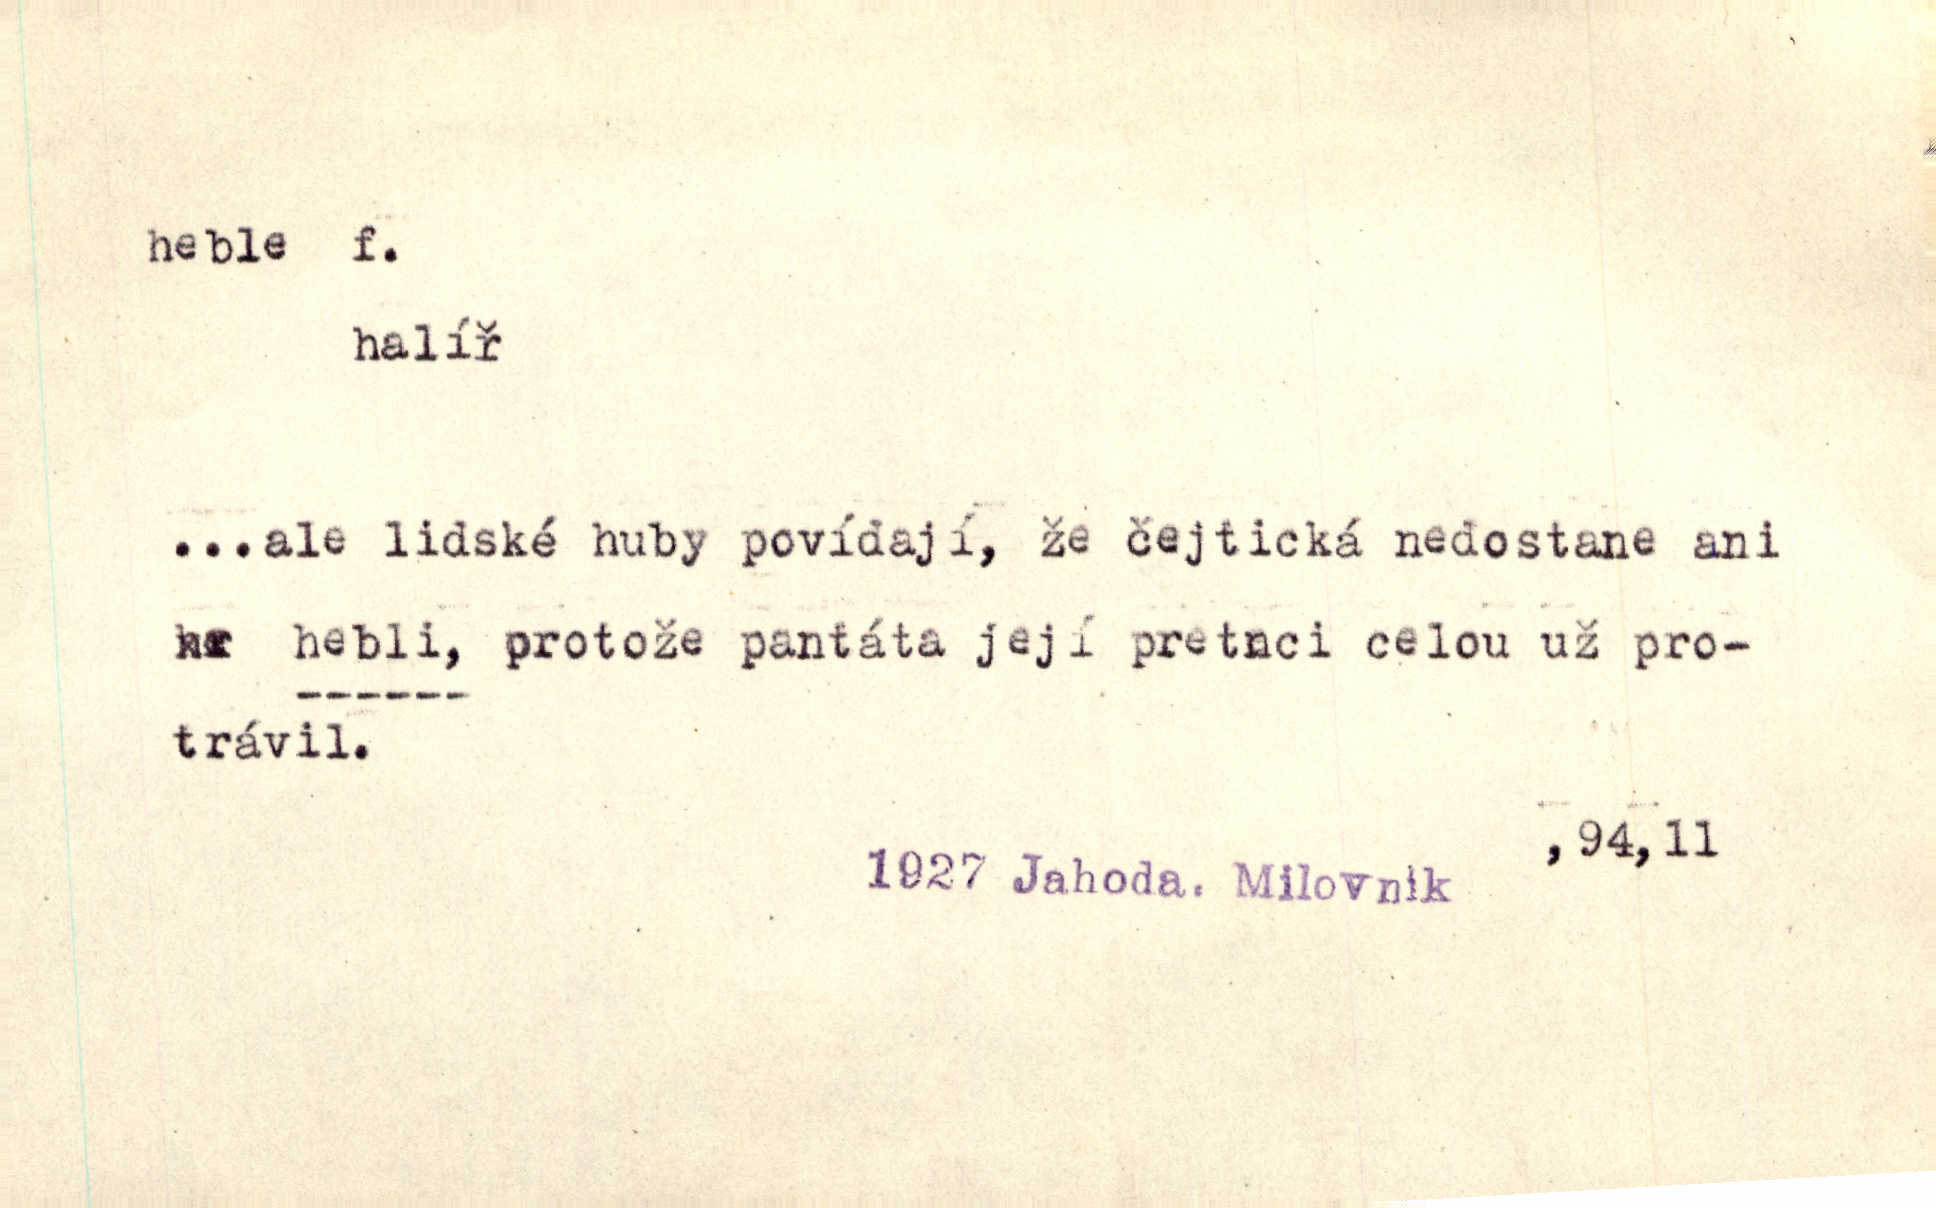 heble f.
halíř
...ale lidské huby povídají, že čejtická nedostane ani
hebli, protože pantáta její pretnci celou už pro-
trávil.
,94,11
1927 Jahoda. Milovník